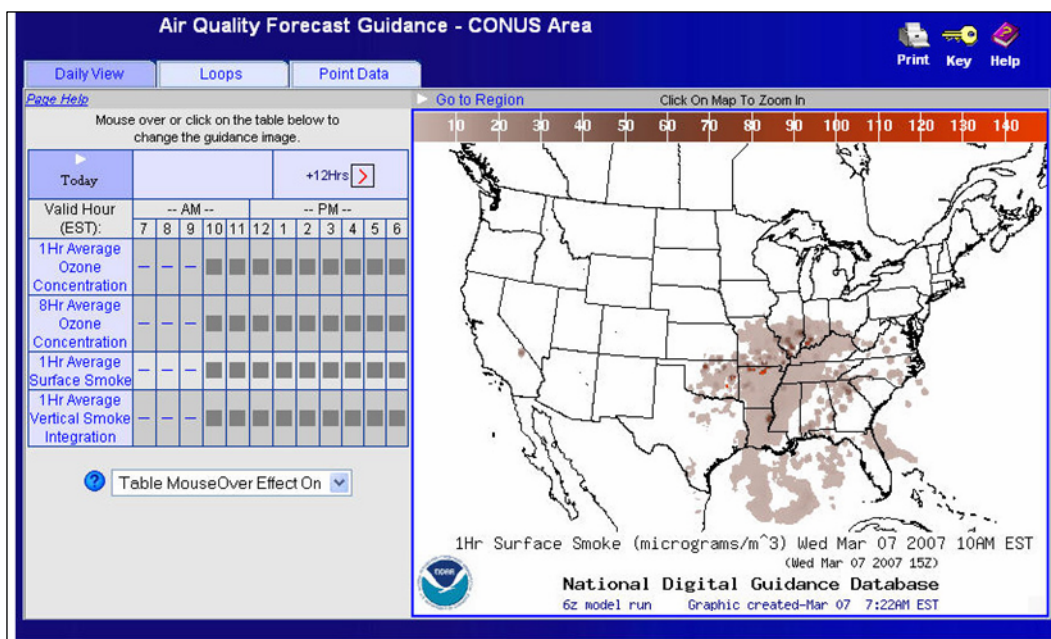 Air Quality Forecast Guidance - CONUS Area
Print Key Help
Daily View Loops Point Data
Page Help
Go to Region Click On Map To Zoom In
Mouse over or click on the table below to
change the guidance image.
10 20 30 40 50 60 70 80 90 100 110 120 130 140
Today +12Hrs >
Valid Hour
(EST):
-- AM -- -- PM --
7 8 9 10 11 12 1 2 3 4 5 6
1Hr Average
Ozone
Concentration
8Hr Average
Ozone
Concentration
1Hr Average
Surface Smoke
1Hr Average
Vertical Smoke
Integration
? Table MouseOver Effect On
1Hr Surface Smoke (micrograms/m^3) Wed Mar 07 2007 10AM EST
(Wed Mar 07 2007 15Z)
noaa
National Digital Guidance Database
6z model run Graphic created-Mar 07 7:22AM EST